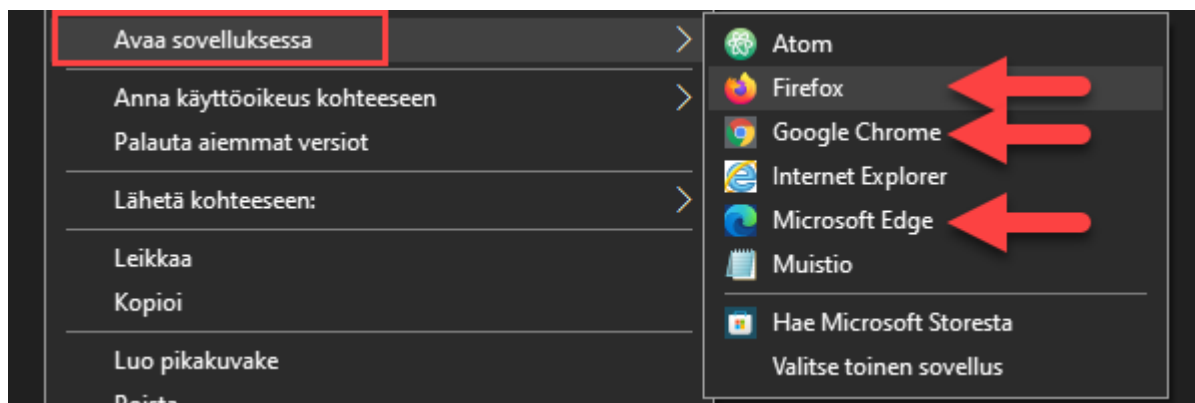 Avaa sovelluksessa
Anna käyttöoikeus kohteeseen
Palauta aiemmat versiot
Lähetä kohteeseen:
Leikkaa
Kopioi
Luo pikakuvake
Poista
Atom
Firefox
Google Chrome
Internet Explorer
Microsoft Edge
Muistio
Hae Microsoft Storesta
Valitse toinen sovellus